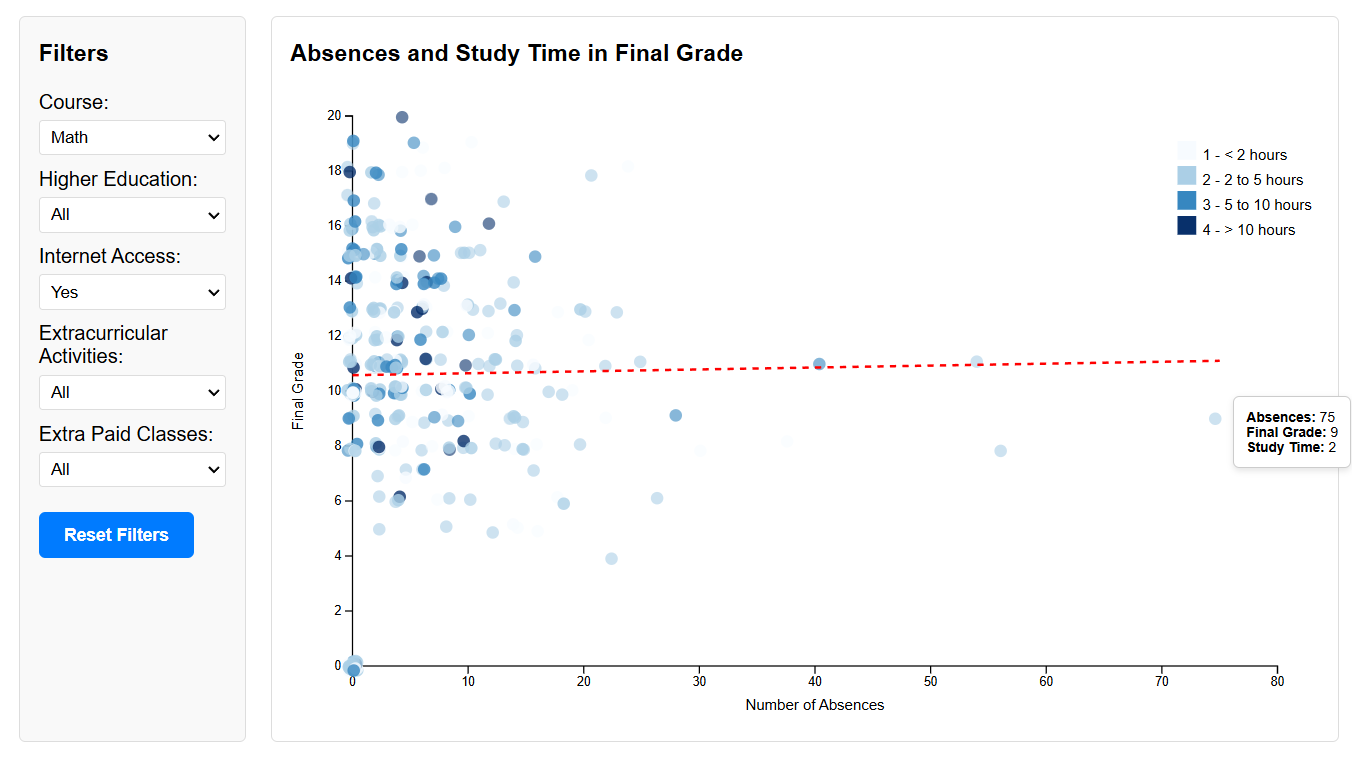 Filters
Course:
Math
Higher Education:
All
Internet Access:
Yes
Extracurricular
Activities:
All
Extra Paid Classes:
All
Reset Filters
Absences and Study Time in Final Grade
20
18
16
14
12
10
8
6
4
2
0
Final Grade
0 10 20 30 40 50 60 70 80
Number of Absences
1 - < 2 hours
2 - 2 to 5 hours
3 - 5 to 10 hours
4 - > 10 hours
Absences: 75
Final Grade: 9
Study Time: 2